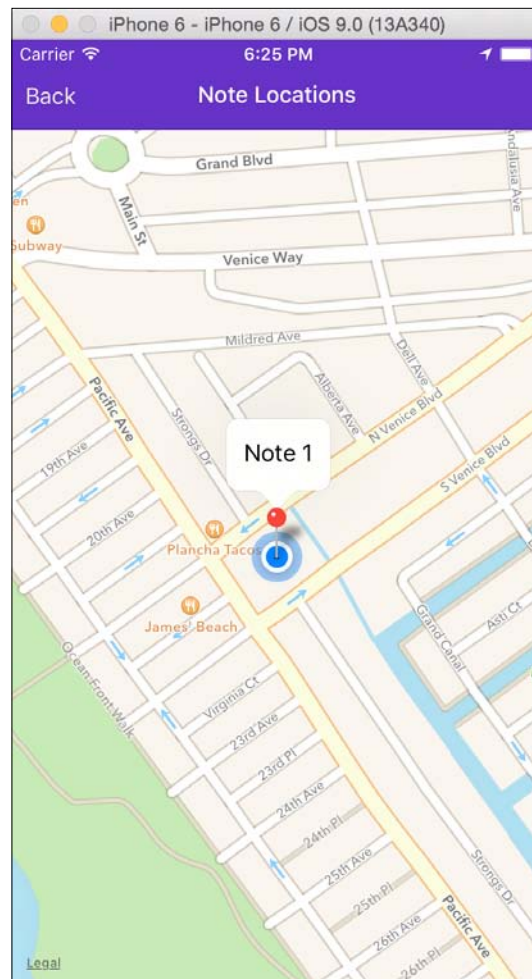 iPhone 6 - iPhone 6 / iOS 9.0 (13A340)
Carrier 6:25 PM
Back Note Locations
Andalusia Ave
Grand Blvd
en
Main St
Subway
Venice Way
Mildred Ave
Dell Ave
Pacific Ave
Strongs Dr
Alberta Ave
N Venice Blvd
Note 1
S Venice Blvd
19th Ave
20th Ave
Plancha Tacos
James' Beach
Asti Ct
Grand Canal
Ocean Front Walk
Virginia Ct
23rd Ave
23rd Pl
24th Ave
24th Pl
25th Ave
Strongs Dr
25th Pl
Pacific Ave
26th Ave
26th Pl
Legal